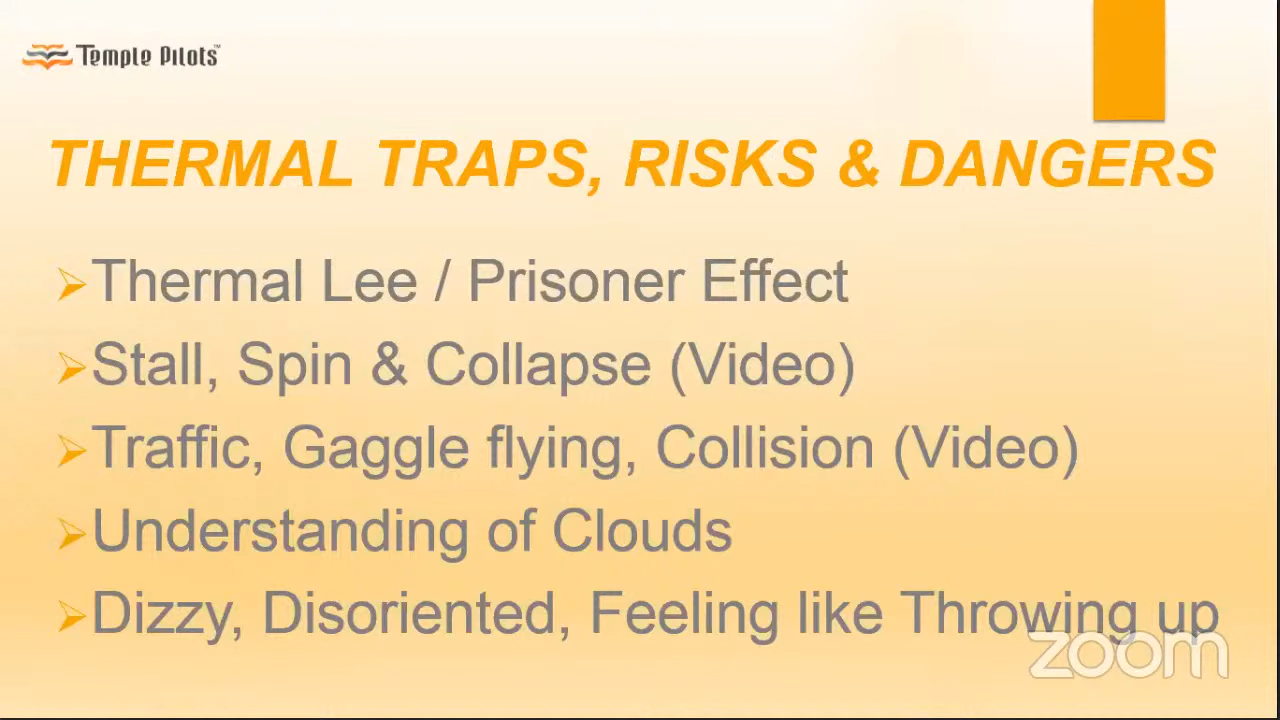 Temple Pilots™
THERMAL TRAPS, RISKS & DANGERS
➢Thermal Lee / Prisoner Effect
➢Stall, Spin & Collapse (Video)
➢Traffic, Gaggle flying, Collision (Video)
➢Understanding of Clouds
➢Dizzy, Disoriented, Feeling like Throwing up
zoom